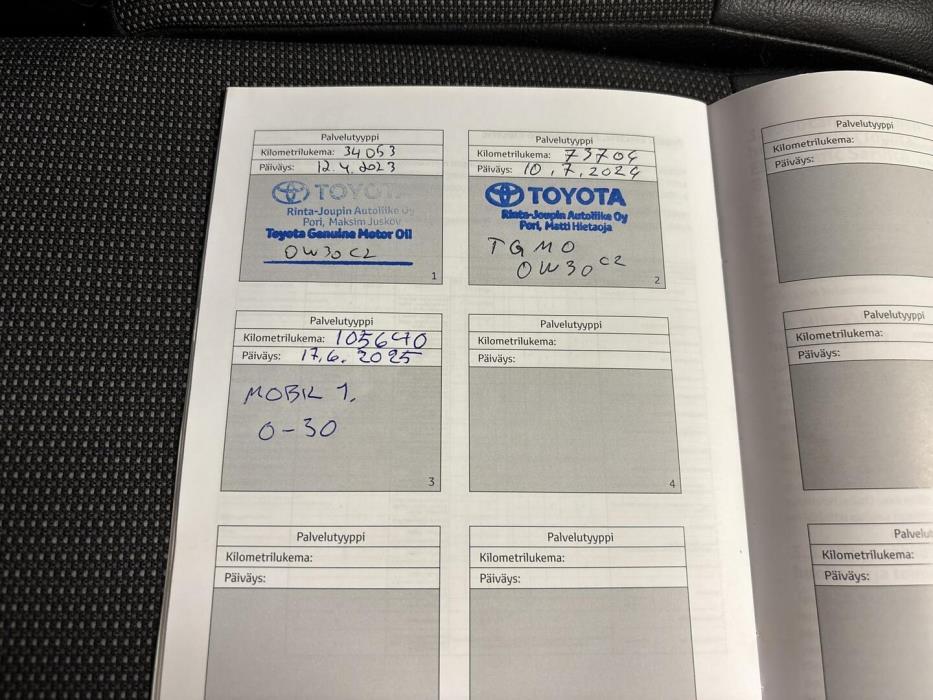 Palvelutyyppi
Kilometrilukema: 34053
Päiväys: 12.4.2023
TOYOTA
Rinta-Joupin Autoliike Oy
Pori, Maksim Juskov
Toyota Genuine Motor Oil
0W30 C2
1
Palvelutyyppi
Kilometrilukema: 73704
Päiväys: 10.7.2024
TOYOTA
Rinta-Joupin Autoliike Oy
Pori, Matti Hietaoja
TGMO
0W30 C2
2
Palvelutyyppi
Kilometrilukema: 105640
Päiväys: 17.6.2025
MOBIL 1.
0-30
3
Palvelutyyppi
Kilometrilukema:
Päiväys:
4
Palvelutyyppi
Kilometrilukema:
Päiväys:
Palvelutyyppi
Kilometrilukema:
Päiväys:
Palvelutyyppi
Kilometrilukema:
Päiväys:
Palvelutyyppi
Kilometrilukema:
Päiväys:
Palvelu
Kilometrilukema:
Päiväys: